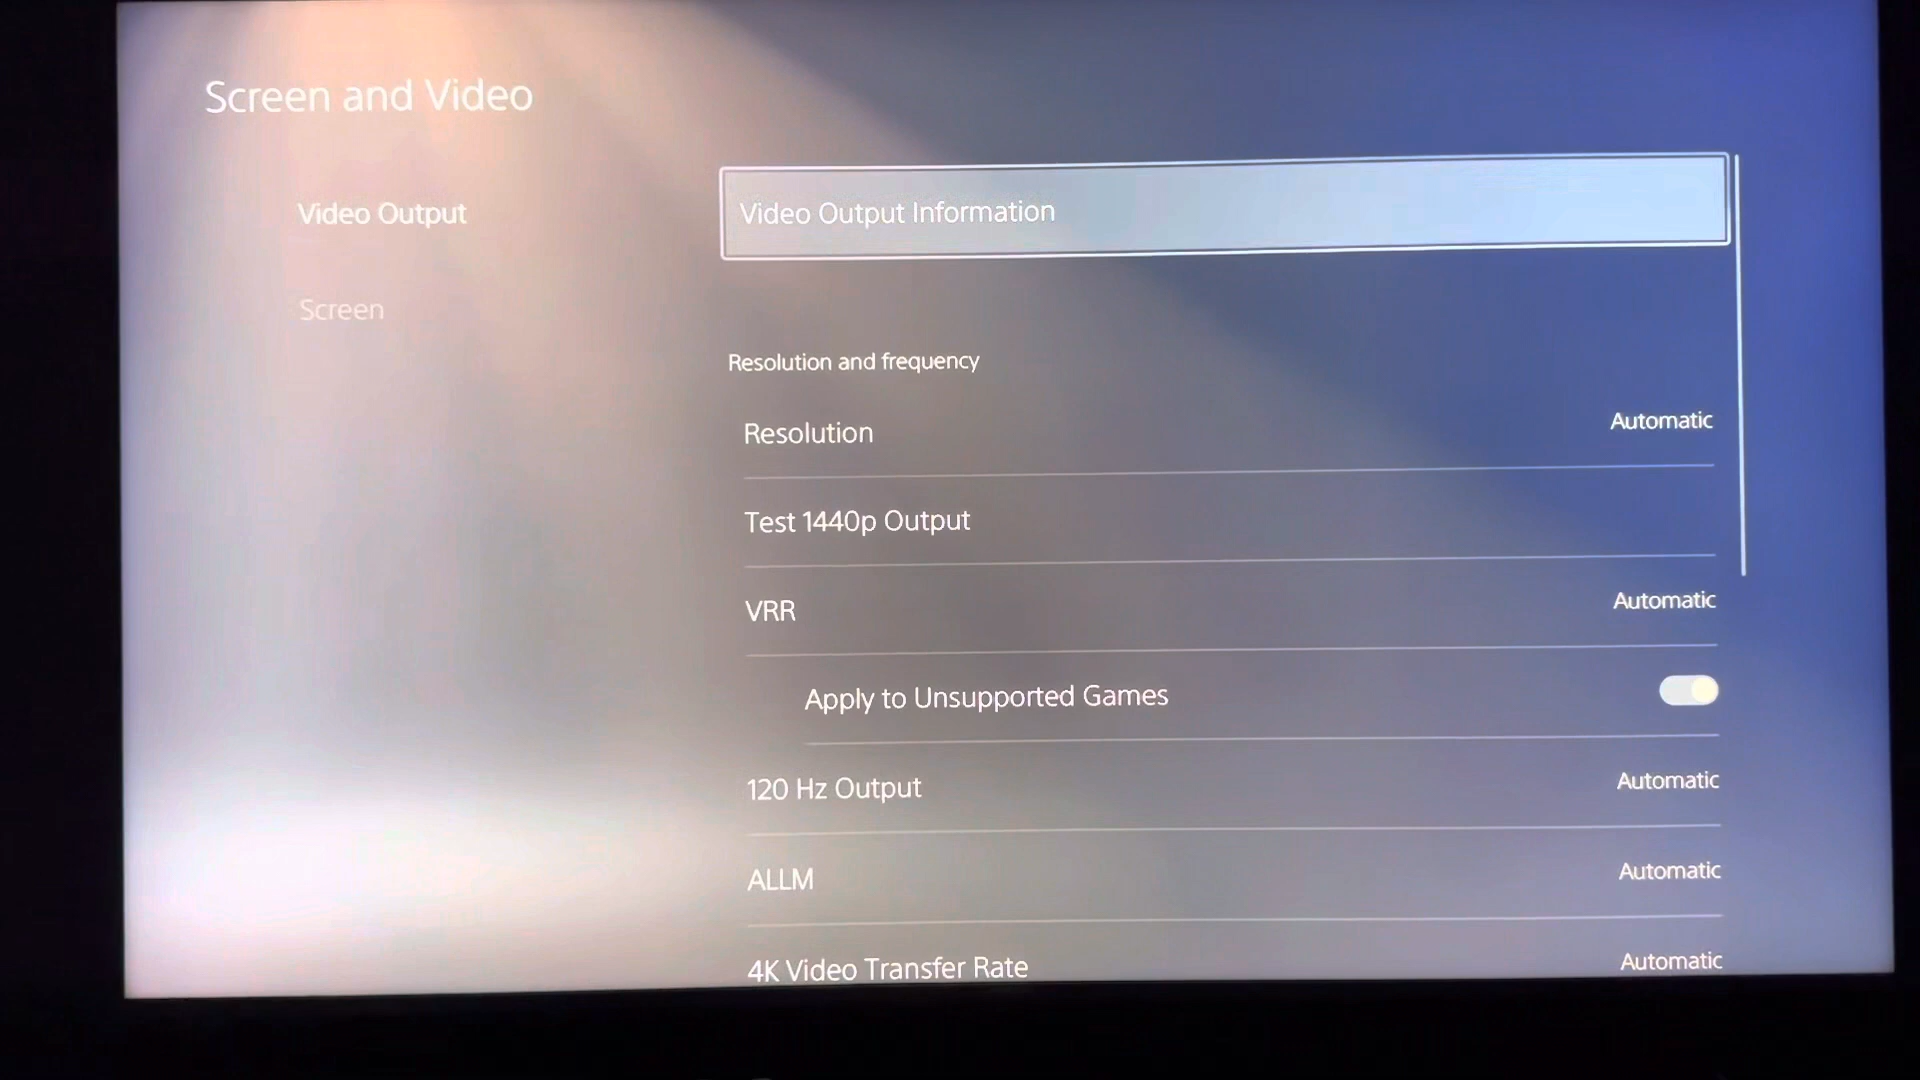 Screen and Video
Video Output
Screen
Video Output Information
Resolution and frequency
Resolution Automatic
Test 1440p Output
VRR Automatic
Apply to Unsupported Games
120 Hz Output Automatic
ALLM Automatic
4K Video Transfer Rate Automatic